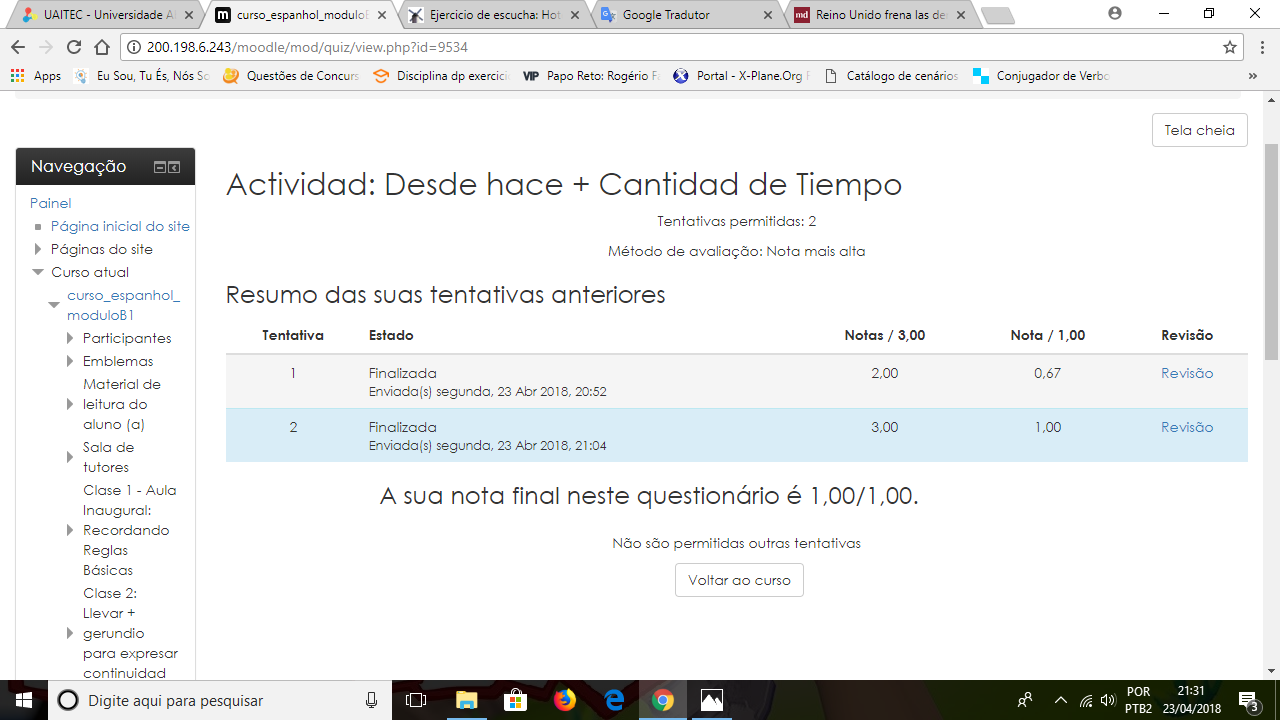 UAITEC - Universidade A
curso_espanhol_modulo
Ejercicio de escucha: Hot
Google Tradutor
md
Reino Unido frena las de
200.198.6.243/moodle/mod/quiz/view.php?id=9534
Apps
Eu Sou, Tu És, Nós So
Questões de Concurs
Disciplina dp exercici
VIP
Papo Reto: Rogério F
Portal - X-Plane.Org F
Catálogo de cenários
Conjugador de Verbo
»
Tela cheia
Navegação
Painel
Página inicial do site
Páginas do site
Curso atual
curso_espanhol_
moduloB1
Participantes
Emblemas
Material de
leitura do
aluno (a)
Sala de
tutores
Clase 1 - Aula
Inaugural:
Recordando
Reglas
Básicas
Clase 2:
Llevar +
gerundio
para expresar
continuidad
Actividad: Desde hace + Cantidad de Tiempo
Tentativas permitidas: 2
Método de avaliação: Nota mais alta
Resumo das suas tentativas anteriores
Tentativa Estado Notas / 3,00 Nota / 1,00 Revisão
1 Finalizada 2,00 0,67 Revisão
Enviada(s) segunda, 23 Abr 2018, 20:52
2 Finalizada 3,00 1,00 Revisão
Enviada(s) segunda, 23 Abr 2018, 21:04
A sua nota final neste questionário é 1,00/1,00.
Não são permitidas outras tentativas
Voltar ao curso
Digite aqui para pesquisar
POR
PTB2
21:31
23/04/2018
3